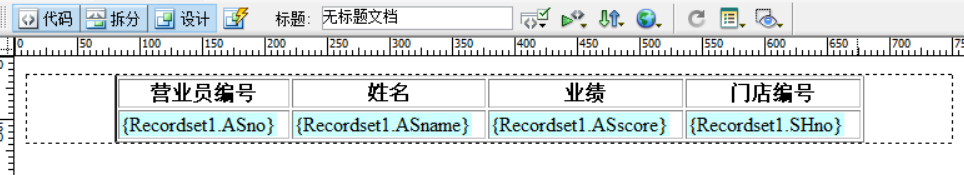 代码 拆分 设计 标题: 无标题文档
0 50 100 150 200 250 300 350 400 450 500 550 600 650 700 75
营业员编号 姓名 业绩 门店编号
{Recordset1.ASno} {Recordset1.ASname} {Recordset1.ASscore} {Recordset1.SHno}